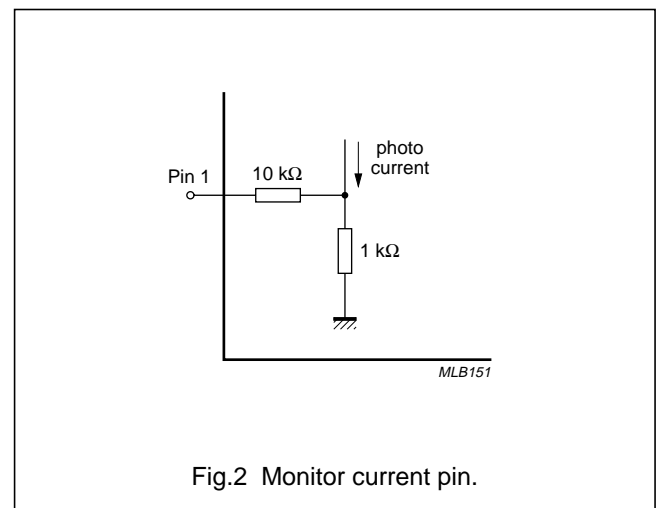 photo
current
Pin 1
10 kΩ
1 kΩ
MLB151
Fig.2 Monitor current pin.